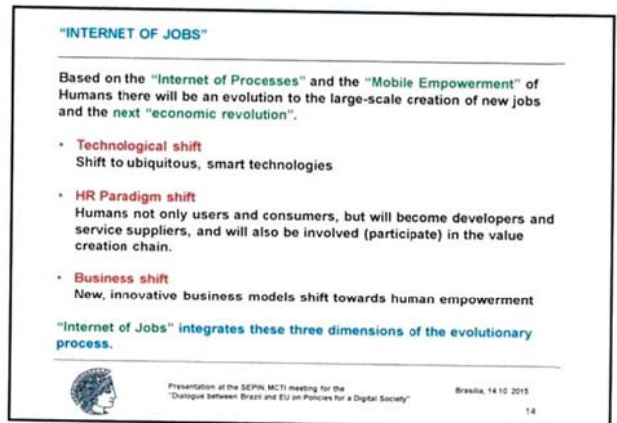 "INTERNET OF JOBS"
Based on the "Internet of Processes" and the "Mobile Empowerment" of
Humans there will be an evolution to the large-scale creation of new jobs
and the next "economic revolution".
• Technological shift
Shift to ubiquitous, smart technologies
• HR Paradigm shift
Humans not only users and consumers, but will become developers and
service suppliers, and will also be involved (participate) in the value
creation chain.
• Business shift
New, innovative business models shift towards human empowerment
"Internet of Jobs" integrates these three dimensions of the evolutionary
process.
Presentation at the SEPIN, MCTI meeting for the
"Dialogue between Brazil and EU on Policies for a Digital Society"
Brasilia, 14.10.2015
14